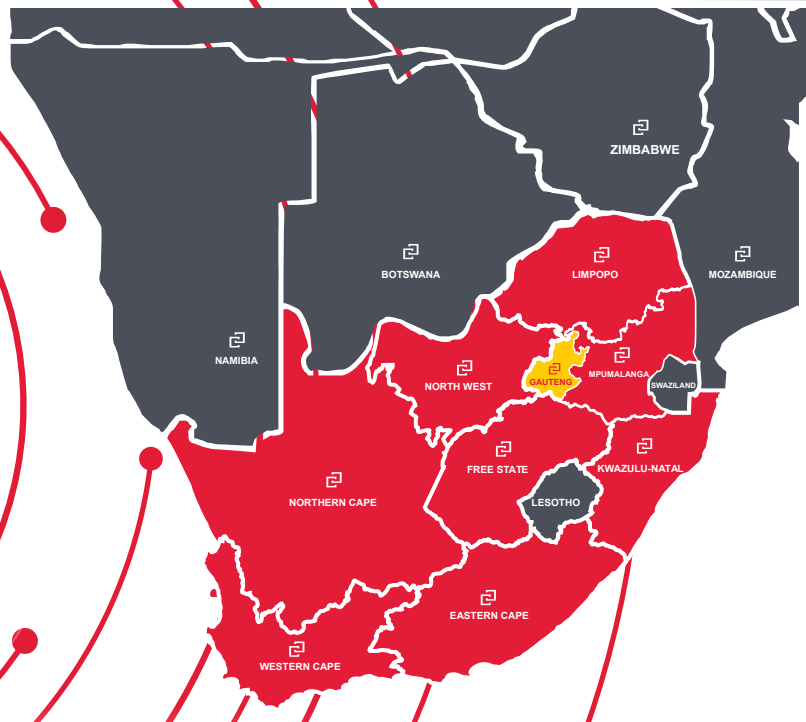 ZIMBABWE
BOTSWANA
LIMPOPO
MOZAMBIQUE
NAMIBIA
NORTH WEST
GAUTENG
MPUMALANGA
SWAZILAND
FREE STATE
KWAZULU-NATAL
NORTHERN CAPE
LESOTHO
EASTERN CAPE
WESTERN CAPE